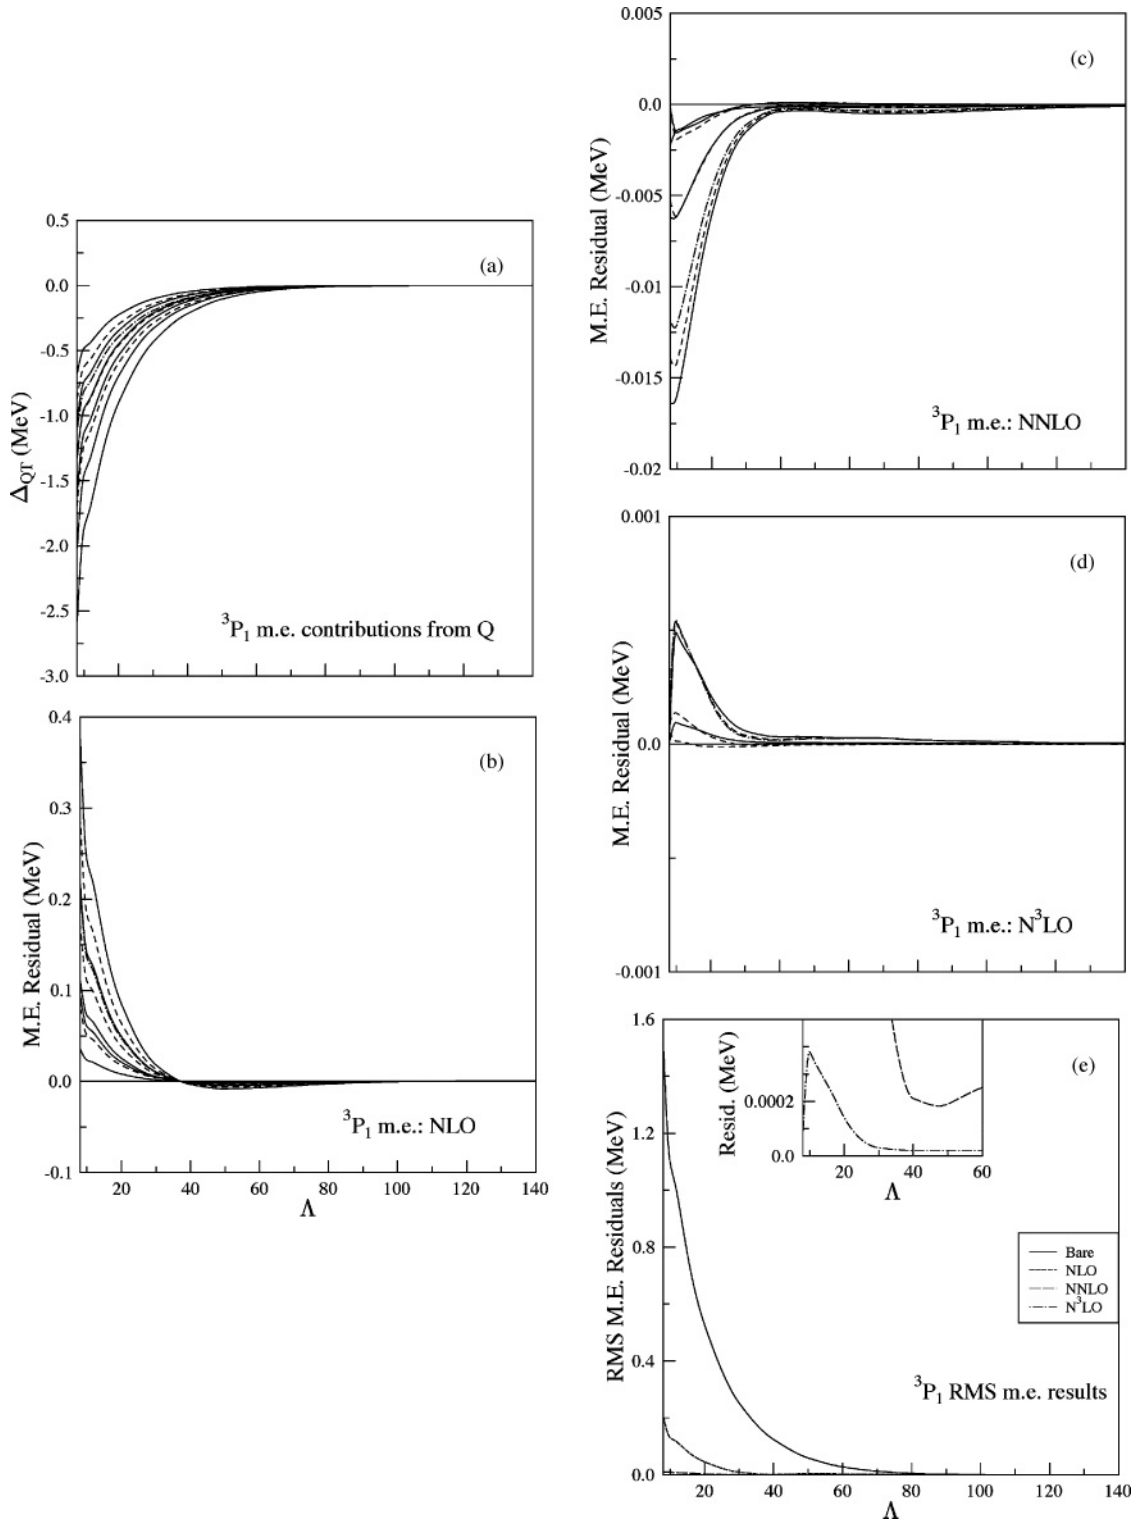 0.5
0.0
-0.5
-1.0
-1.5
-2.0
-2.5
-3.0
Δ_QT (MeV)
(a)
³P₁ m.e. contributions from Q
0.4
0.3
0.2
0.1
0.0
-0.1
M.E. Residual (MeV)
(b)
³P₁ m.e.: NLO
20 40 60 80 100 120 140
Λ
0.005
0.0
-0.005
-0.01
-0.015
-0.02
M.E. Residual (MeV)
(c)
³P₁ m.e.: NNLO
0.001
0.0
-0.001
M.E. Residual (MeV)
(d)
³P₁ m.e.: N³LO
1.6
1.2
0.8
0.4
0.0
RMS M.E. Residuals (MeV)
(e)
Resid. (MeV)
0.0002
0.0
20 40 60
Λ
Bare
NLO
NNLO
N³LO
³P₁ RMS m.e. results
20 40 60 80 100 120 140
Λ